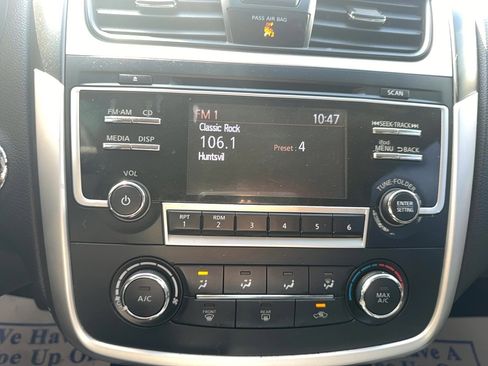 PASS AIR BAG
SCAN
FM•AM CD
MEDIA DISP
VOL
FM 1 10:47
Classic Rock
106.1 Preset : 4
Huntsvil
SEEK•TRACK
iPod
MENU BACK
TUNE•FOLDER
ENTER
SETTING
RPT
1
RDM
2
3
4
5
6
A/C
FRONT
REAR
MAX
A/C
We Have